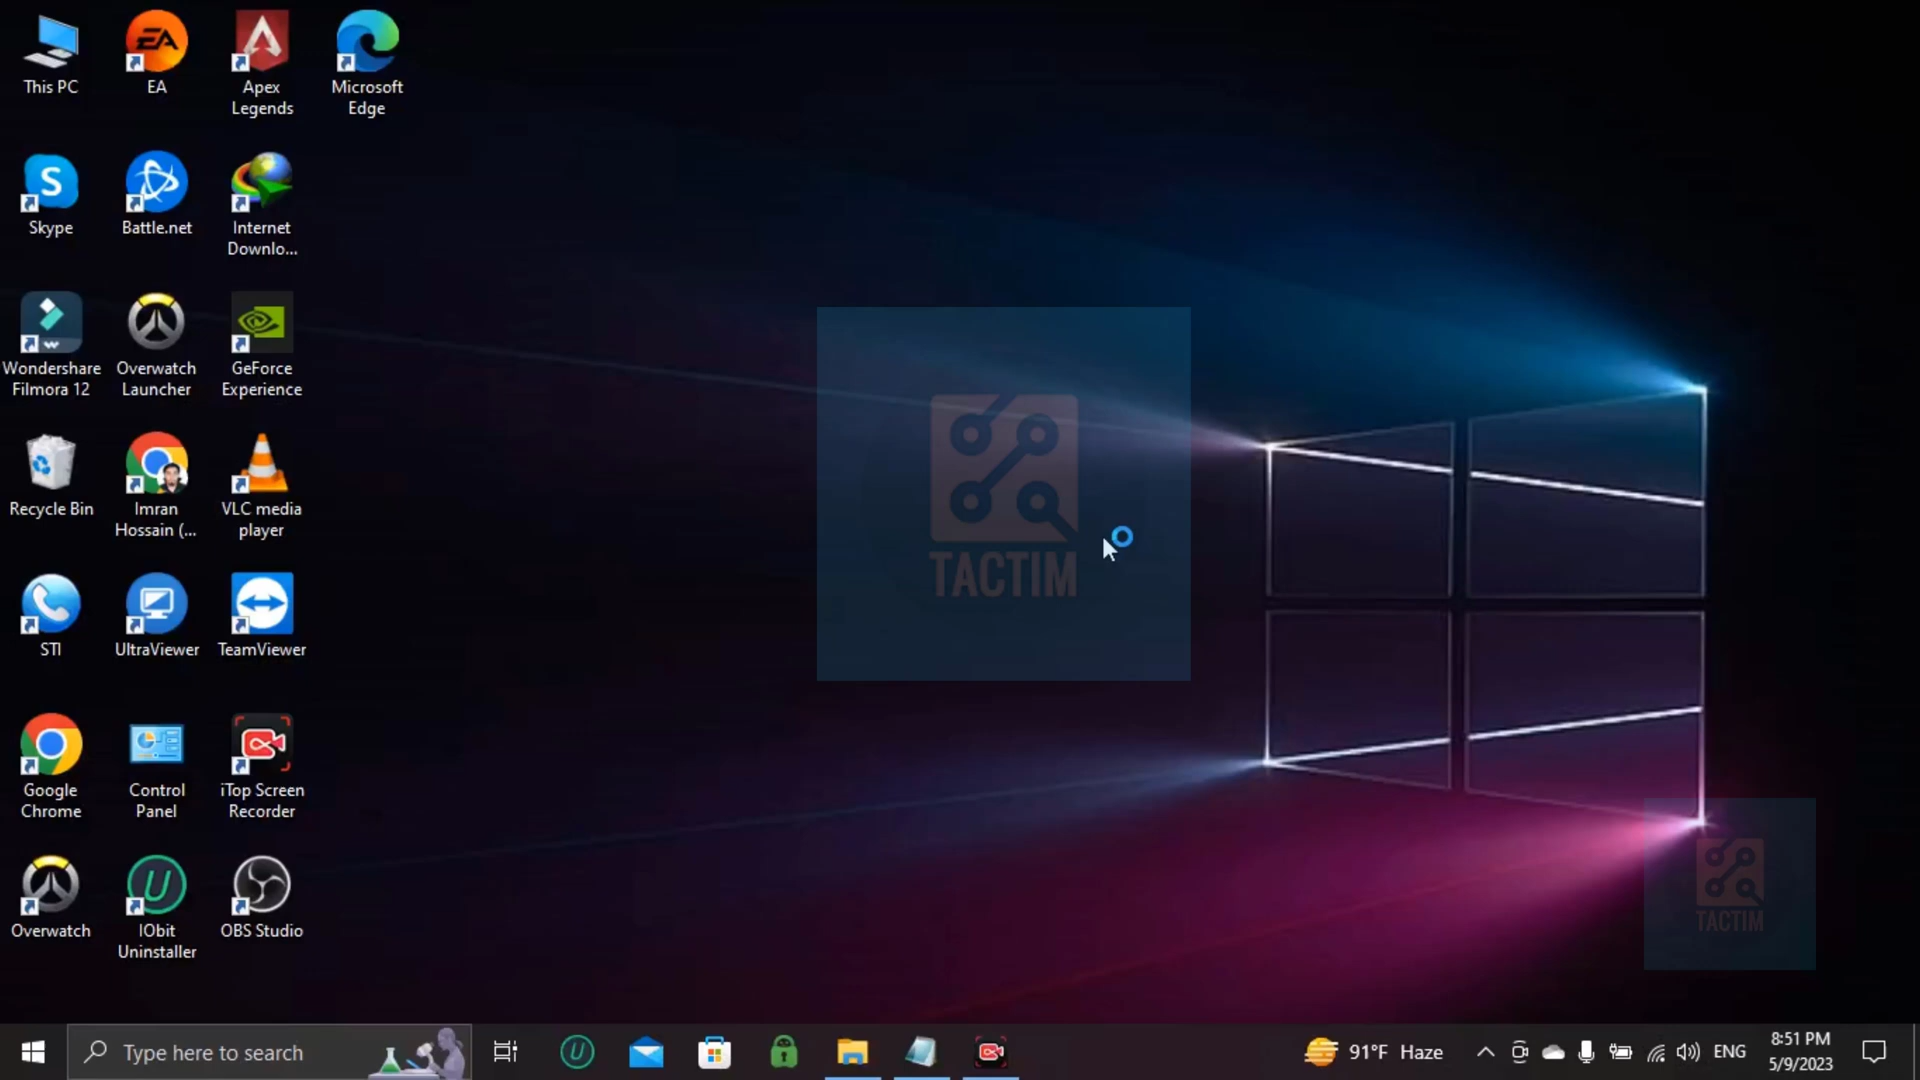 This PC
EA
Apex
Legends
Microsoft
Edge
Skype
Battle.net
Internet
Downlo...
Wondershare
Filmora 12
Overwatch
Launcher
GeForce
Experience
Recycle Bin
Imran
Hossain (...
VLC media
player
STI
UltraViewer
TeamViewer
Google
Chrome
Control
Panel
iTop Screen
Recorder
Overwatch
IObit
Uninstaller
OBS Studio
TACTIM
TACTIM
Type here to search
91°F Haze
ENG
8:51 PM
5/9/2023